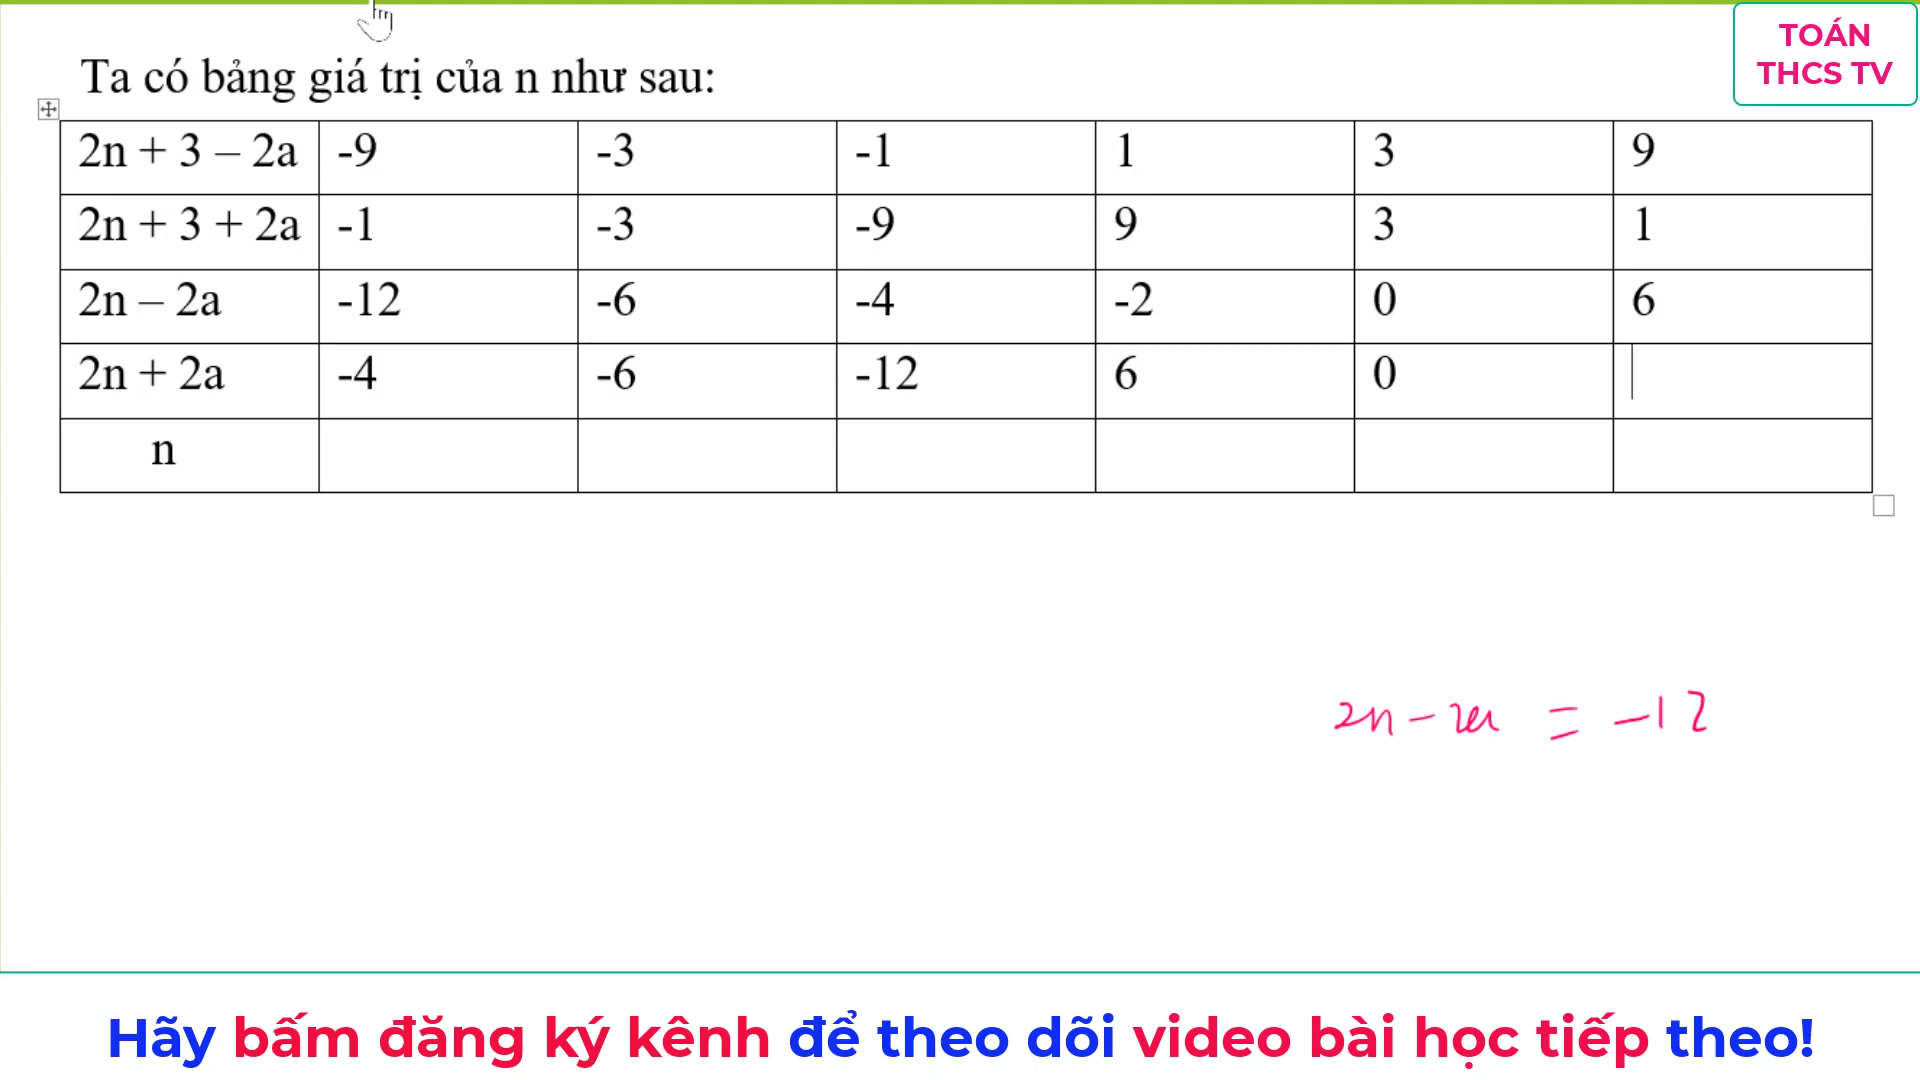 TOÁN
THCS TV
Ta có bảng giá trị của n như sau:
2n + 3 – 2a -9 -3 -1 1 3 9
2n + 3 + 2a -1 -3 -9 9 3 1
2n – 2a -12 -6 -4 -2 0 6
2n + 2a -4 -6 -12 6 0
n
2n - 2a = -12
Hãy bấm đăng ký kênh để theo dõi video bài học tiếp theo!